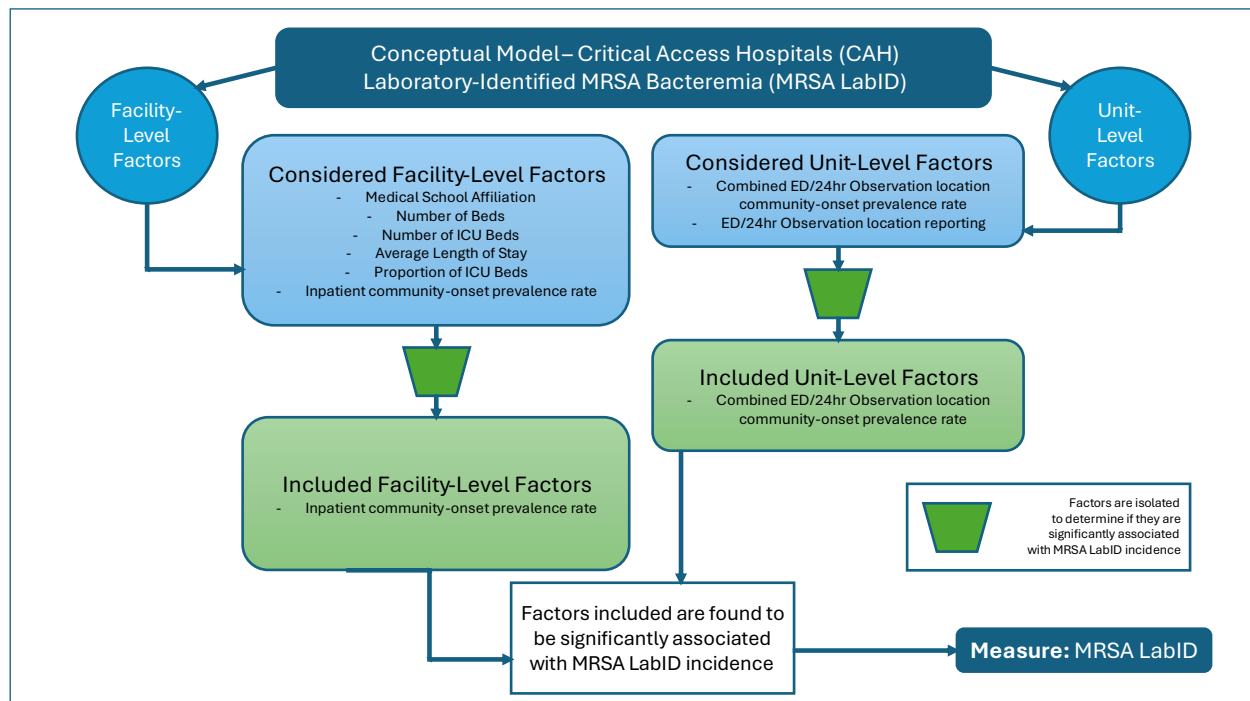 Conceptual Model – Critical Access Hospitals (CAH)
Laboratory-Identified MRSA Bacteremia (MRSA LabID)
Facility-
Level
Factors
Unit-
Level
Factors
Considered Facility-Level Factors
- Medical School Affiliation
- Number of Beds
- Number of ICU Beds
- Average Length of Stay
- Proportion of ICU Beds
- Inpatient community-onset prevalence rate
Considered Unit-Level Factors
- Combined ED/24hr Observation location
community-onset prevalence rate
- ED/24hr Observation location reporting
Included Facility-Level Factors
- Inpatient community-onset prevalence rate
Included Unit-Level Factors
- Combined ED/24hr Observation location
community-onset prevalence rate
Factors are isolated
to determine if they are
significantly associated
with MRSA LabID incidence
Factors included are found to
be significantly associated
with MRSA LabID incidence
Measure: MRSA LabID